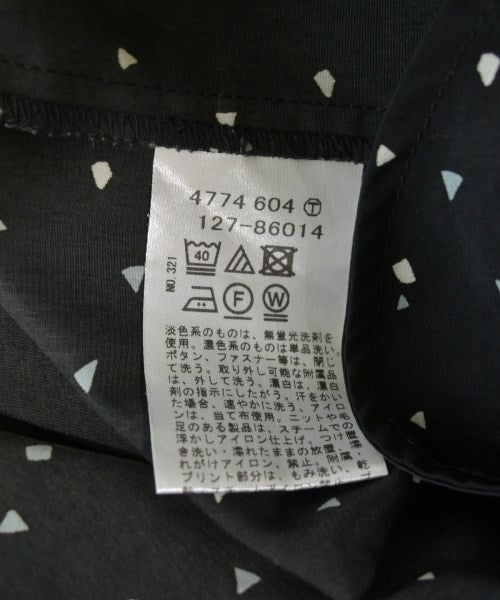 4774 604 Ⓣ
127-86014
NO.321
40
F W
淡色系のものは、無蛍光洗剤を
使用。濃色系のものは単品洗い。
ボタン、ファスナー等は、閉じ
て洗う。取り外し可能な附属品
は、外して洗う。漂白は、漂白
剤の指示にしたがう。汗をかい
た場合、速やかに洗う。アイロ
ンは、当て布使用。ニットや毛
足のある製品は、スチームでの
浮かしアイロン仕上げ。つけ置
き洗い・濡れたままの放置、濡
れがけアイロン、禁止。附属・
プリント部分は、もみ洗い、乾